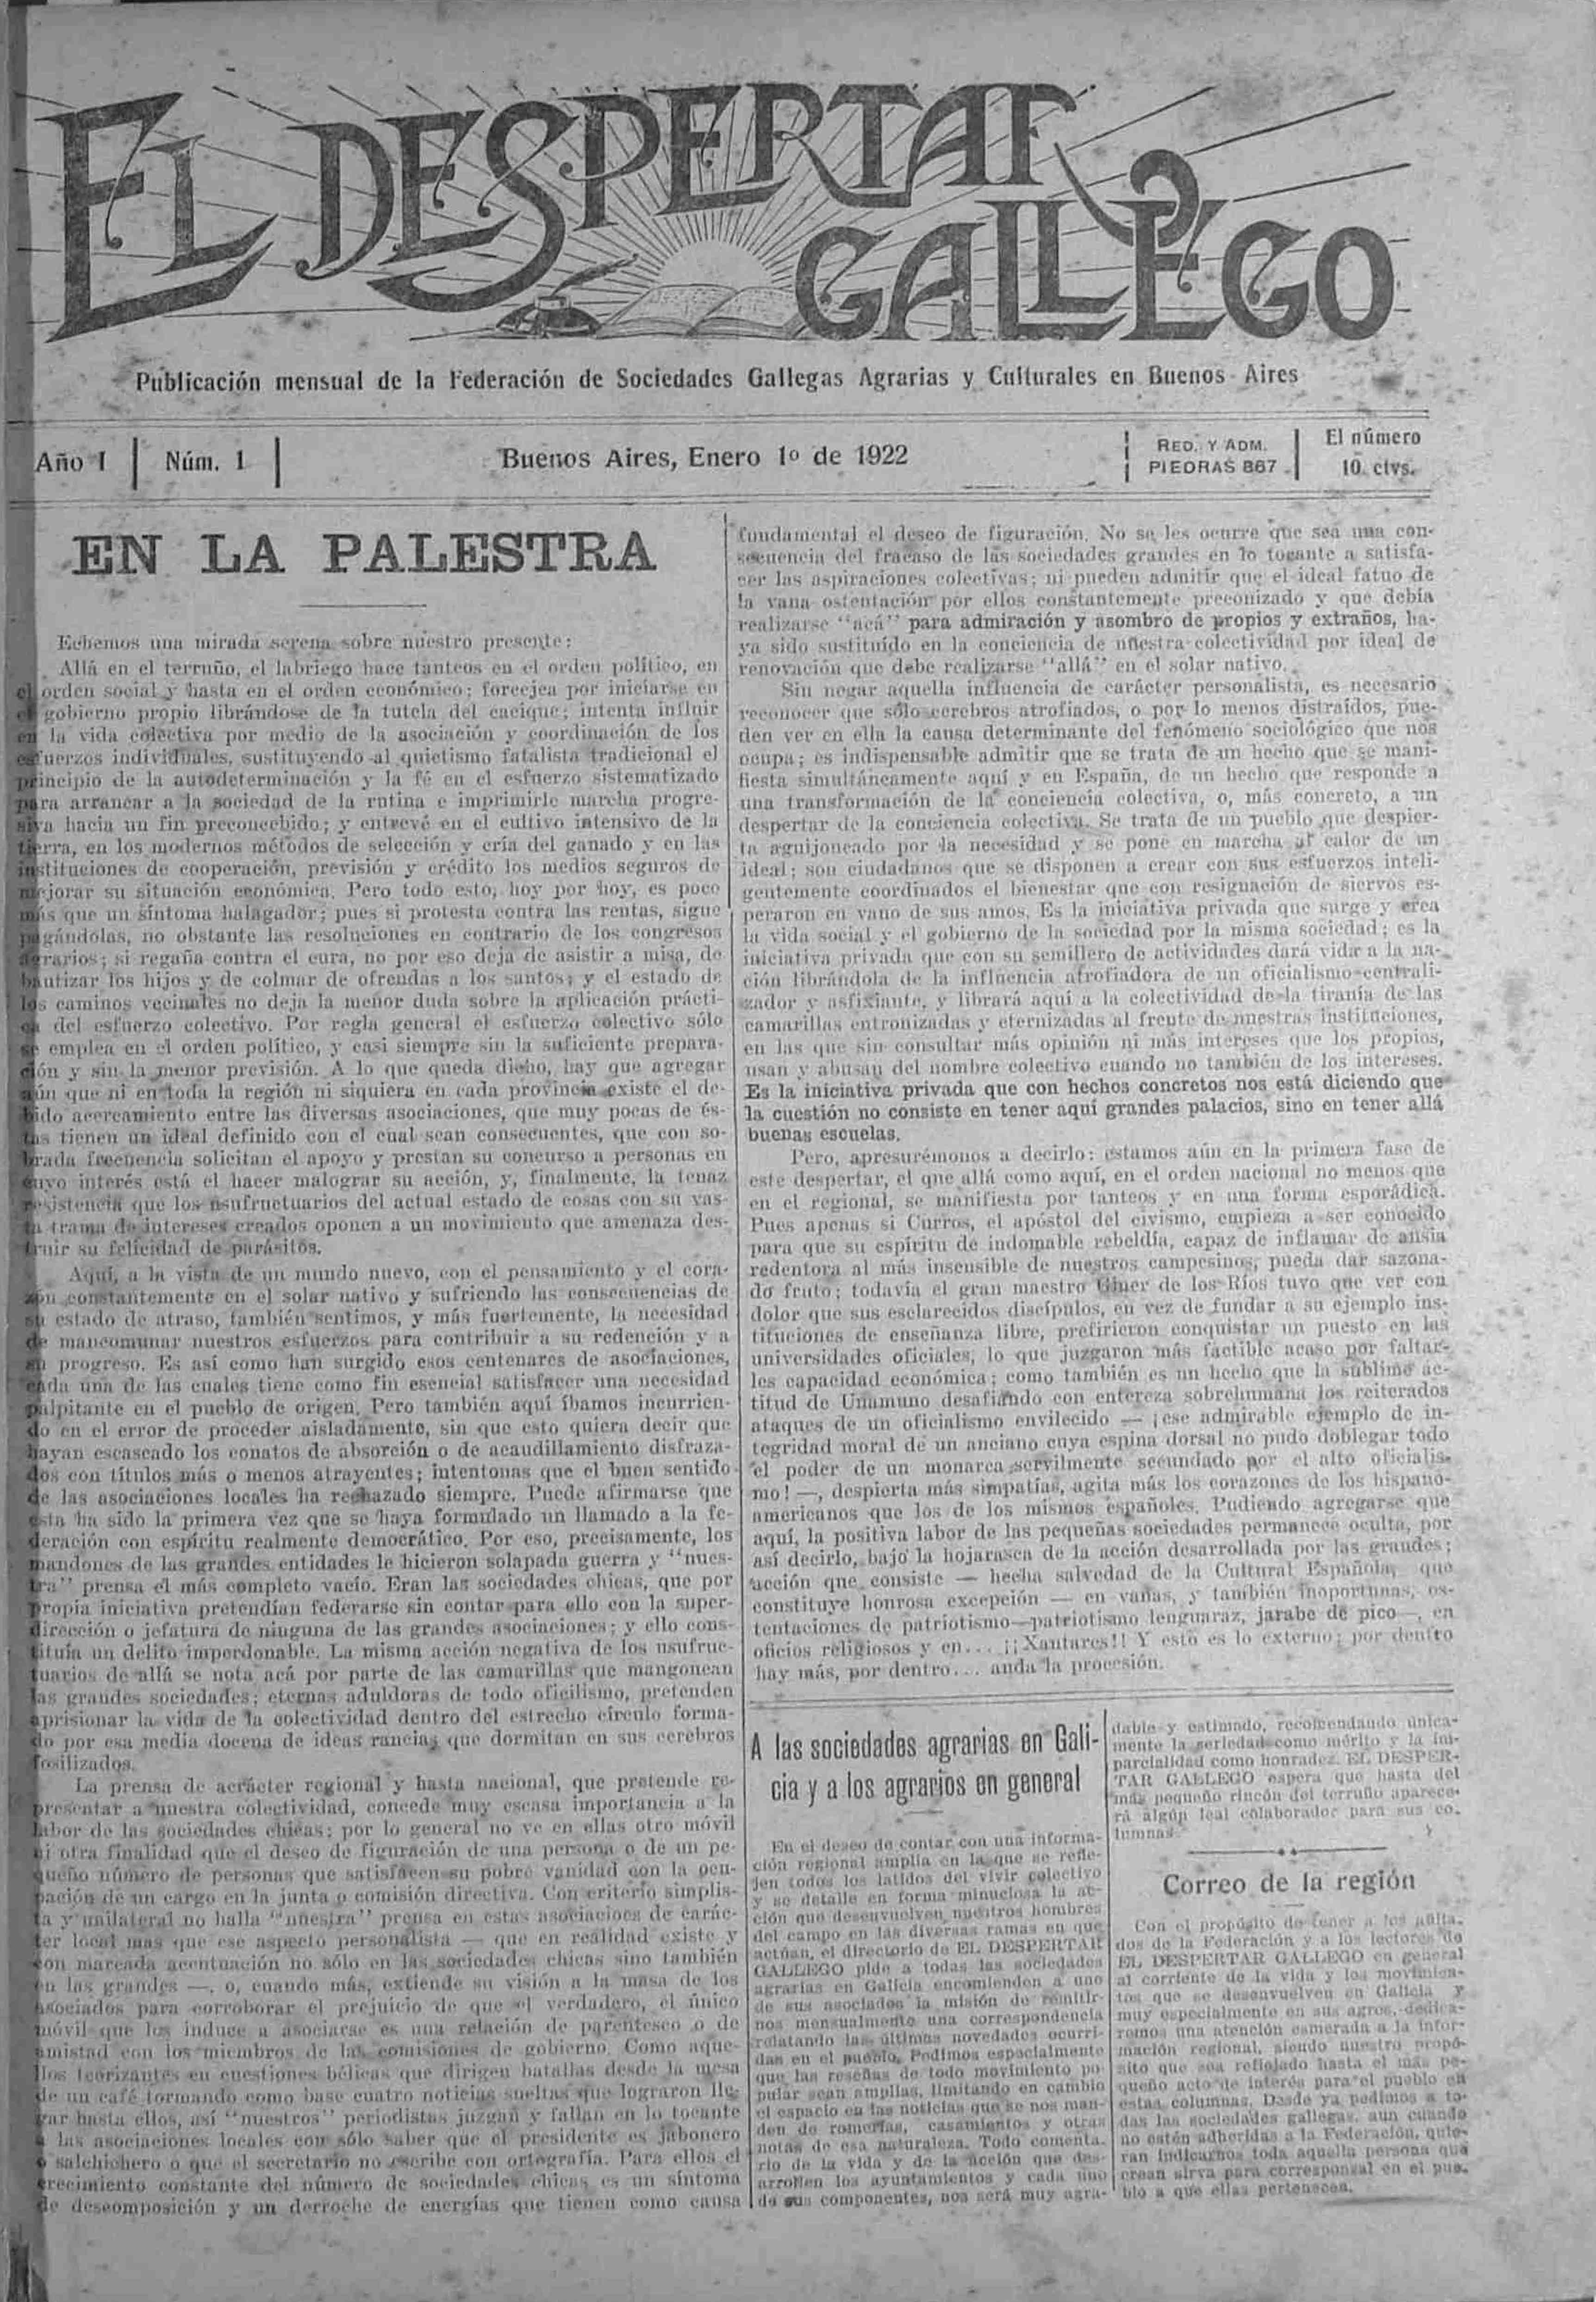 EL DESPERTAR
GALLEGO
Publicación mensual de la Federación de Sociedades Gallegas Agrarias y Culturales en Buenos Aires
Año I
Núm. 1
Buenos Aires, Enero 1º de 1922
RED. Y ADM.
PIEDRAS 867
El número
10 ctvs.
EN LA PALESTRA
Echemos una mirada serena sobre nuestro presente:
Allá en el terruño, el labriego hace tanteos en el orden político, en
el orden social y hasta en el orden económico; forcejea por iniciarse en
el gobierno propio librándose de la tutela del cacique; intenta influir
en la vida colectiva por medio de la asociación y coordinación de los
esfuerzos individuales, sustituyendo al quietismo fatalista tradicional el
principio de la autodeterminación y la fé en el esfuerzo sistematizado
para arrancar a la sociedad de la rutina e imprimirle marcha progre-
siva hacia un fin preconcebido; y entrevé en el cultivo intensivo de la
tierra, en los modernos métodos de selección y cría del ganado y en las
instituciones de cooperación, previsión y crédito los medios seguros de
mejorar su situación económica. Pero todo esto, hoy por hoy, es poco
más que un síntoma halagador; pues si protesta contra las rentas, sigue
pagándolas, no obstante las resoluciones en contrario de los congresos
agrarios; si regaña contra el cura, no por eso deja de asistir a misa, de
bautizar los hijos y de colmar de ofrendas a los santos; y el estado de
los caminos vecinales no deja la menor duda sobre la aplicación prácti-
ca del esfuerzo colectivo. Por regla general el esfuerzo colectivo sólo
se emplea en el orden político, y casi siempre sin la suficiente prepara-
ción y sin la menor previsión. A lo que queda dicho, hay que agregar
aún que ni en toda la región ni siquiera en cada provincia existe el de-
bido acercamiento entre las diversas asociaciones, que muy pocas de és-
tas tienen un ideal definido con el cual sean consecuentes, que con so-
brada frecuencia solicitan el apoyo y prestan su concurso a personas en
cuyo interés está el hacer malograr su acción, y, finalmente, la tenaz
resistencia que los usufructuarios del actual estado de cosas con su vas-
ta trama de intereses creados oponen a un movimiento que amenaza des-
truir su felicidad de parásitos.
Aquí, a la vista de un mundo nuevo, con el pensamiento y el cora-
zón constantemente en el solar nativo y sufriendo las consecuencias de
su estado de atraso, también sentimos, y más fuertemente, la necesidad
de mancomunar nuestros esfuerzos para contribuir a su redención y a
su progreso. Es así como han surgido esos centenares de asociaciones,
cada una de las cuales tiene como fin esencial satisfacer una necesidad
palpitante en el pueblo de origen. Pero también aquí íbamos incurrien-
do en el error de proceder aisladamente, sin que esto quiera decir que
hayan escaseado los conatos de absorción o de acaudillamiento disfraza-
dos con títulos más o menos atrayentes; intentonas que el buen sentido
de las asociaciones locales ha rechazado siempre. Puede afirmarse que
esta ha sido la primera vez que se haya formulado un llamado a la fe-
deración con espíritu realmente democrático. Por eso, precisamente, los
mandones de las grandes entidades le hicieron solapada guerra y "nues-
tra" prensa el más completo vacío. Eran las sociedades chicas, que por
propia iniciativa pretendían federarse sin contar para ello con la super-
dirección o jefatura de ninguna de las grandes asociaciones; y ello cons-
tituía un delito imperdonable. La misma acción negativa de los usufruc-
tuarios de allá se nota acá por parte de las camarillas que mangonean
las grandes sociedades; eternas aduldoras de todo oficilismo, pretenden
aprisionar la vida de la colectividad dentro del estrecho círculo forma-
do por esa media docena de ideas rancias que dormitan en sus cerebros
fosilizados.
La prensa de acrácter regional y hasta nacional, que pretende re-
presentar a nuestra colectividad, concede muy escasa importancia a la
labor de las sociedades chicas; por lo general no ve en ellas otro móvil
ni otra finalidad que el deseo de figuración de una persona o de un pe-
queño número de personas que satisfacen su pobre vanidad con la ocu-
pación de un cargo en la junta o comisión directiva. Con criterio simplis-
ta y unilateral no halla "nuestra" prensa en estas asociacioes de carác-
ter local más que ese aspecto personalista — que en realidad existe y
con marcada acentuación no sólo en las sociedades chicas sino también
en las grandes —, o, cuando más, extiende su visión a la masa de los
asociados para corroborar el prejuicio de que el verdadero, el único
móvil que los induce a asociarse es una relación de parentesco o de
amistad con los miembros de las comisiones de gobierno. Como aque-
llos teorizantes en cuestiones bélicas que dirigen batallas desde la mesa
de un café tormando como base cuatro noticias sueltas que lograron lle-
gar hasta ellos, así "nuestros" periodistas juzgan y fallan en lo tocante
a las asociaciones locales con sólo saber que el presidente es jabonero
o salchichero o que el secretario no escribe con ortografía. Para ellos el
crecimiento constante del número de sociedades chicas es un síntoma
de descomposición y un derroche de energías que tienen como causa
fundamental el deseo de figuración. No se les ocurre que sea una con-
secuencia del fracaso de las sociedades grandes en lo tocante a satisfa-
cer las aspiraciones colectivas; ni pueden admitir que el ideal fatuo de
la vana ostentación por ellos constantemente preconizado y que debía
realizarse "acá" para admiración y asombro de propios y extraños, ha-
ya sido sustituído en la conciencia de nuestra colectividad por ideal de
renovación que debe realizarse "allá" en el solar nativo.
Sin negar aquella influencia de carácter personalista, es necesario
reconocer que sólo cerebros atrofiados, o por lo menos distraídos, pue-
den ver en ella la causa determinante del fenómeno sociológico que nos
ocupa; es indispensable admitir que se trata de un hecho que se mani-
fiesta simultáneamente aquí y en España, de un hecho que responde a
una transformación de la conciencia colectiva, o, más concreto, a un
despertar de la conciencia colectiva. Se trata de un pueblo que despier-
ta aguijoneado por la necesidad y se pone en marcha al calor de un
ideal; son ciudadanos que se disponen a crear con sus esfuerzos inteli-
gentemente coordinados el bienestar que con resignación de siervos es-
peraron en vano de sus amos. Es la iniciativa privada que surge y crea
la vida social y el gobierno de la sociedad por la misma sociedad; es la
iniciativa privada que con su semillero de actividades dará vida a la na-
ción librándola de la influencia atrofiadora de un oficialismo centrali-
zador y asfixiante, y librará aquí a la colectividad de la tiranía de las
camarillas entronizadas y eternizadas al frente de nuestras instituciones,
en las que sin consultar más opinión ni más intereses que los propios,
usan y abusan del nombre colectivo cuando no también de los intereses.
Es la iniciativa privada que con hechos concretos nos está diciendo que
la cuestión no consiste en tener aquí grandes palacios, sino en tener allá
buenas escuelas.
Pero, apresurémonos a decirlo: estamos aún en la primera fase de
este despertar, el que allá como aquí, en el orden nacional no menos que
en el regional, se manifiesta por tanteos y en una forma esporádica.
Pues apenas si Curros, el apóstol del civismo, empieza a ser conocido
para que su espíritu de indomable rebeldía, capaz de inflamar de ansia
redentora al más insensible de nuestros campesinos, pueda dar sazona-
do fruto; todavía el gran maestro Giner de los Ríos tuvo que ver con
dolor que sus esclarecidos discípulos, en vez de fundar a su ejemplo ins-
tituciones de enseñanza libre, prefirieron conquistar un puesto en las
universidades oficiales, lo que juzgaron más factible acaso por faltar-
les capacidad económica; como también es un hecho que la sublime ac-
titud de Unamuno desafiando con entereza sobrehumana los reiterados
ataques de un oficialismo envilecido — ¡ese admirable ejemplo de in-
tegridad moral de un anciano cuya espina dorsal no pudo doblegar todo
el poder de un monarca servilmente secundado por el alto oficialis-
mo! —, despierta más simpatías, agita más los corazones de los hispano-
americanos que los de los mismos españoles. Pudiendo agregarse que
aquí, la positiva labor de las pequeñas sociedades permanece oculta, por
así decirlo, bajo la hojarasca de la acción desarrollada por las grandes;
acción que consiste — hecha salvedad de la Cultural Española, que
constituye honrosa excepción — en vanas, y también inoportunas, os-
tentaciones de patriotismo—patriotismo lenguaraz, jarabe de pico—, en
oficios religiosos y en... ¡¡Xantares!! Y esto es lo externo; por dentro
hay más, por dentro... anda la procesión.
A las sociedades agrarias en Gali-
cia y a los agrarios en general
En el deseo de contar con una informa-
ción regional amplia en la que se refle-
jen todos los latidos del vivir colectivo
y se detalle en forma minuciosa la ac-
ción que desenvuelven nuestros hombres
del campo en las diversas ramas en que
actúan, el directorio de EL DESPERTAR
GALLEGO pide a todas las sociedades
agrarias en Galicia encomienden a uno
de sus asociados la misión de remitir-
nos mensualmente una correspondencia
relatando las últimas novedades ocurri-
das en el pueblo. Pedimos especialmente
que las reseñas de todo movimiento po-
pular sean amplias, limitando en cambio
el espacio en las noticias que se nos man-
den de romerías, casamientos y otras
notas de esa naturaleza. Todo comenta-
rio de la vida y de la acción que des-
arrollen los ayuntamientos y cada uno
de sus componentes, nos será muy agra-
dable y estimado, recomendando única-
mente la seriedad como mérito y la im-
parcialidad como honradez. EL DESPER-
TAR GALLEGO espera que hasta del
más pequeño rincón del terruño aparece-
rá algún leal colaborador para sus co-
lumnas.
Correo de la región
Con el propósito de tener a los afilia-
dos de la Federación y a los lectores de
EL DESPERTAR GALLEGO en general
al corriente de la vida y los movimien-
tos que se desenvuelven en Galicia y
muy especialmente en sus agros, dedica-
remos una atención esmerada a la infor-
mación regional, siendo nuestro propó-
sito que sea reflejado hasta el más pe-
queño acto de interés para el pueblo en
estas columnas. Desde ya pedimos a to-
das las sociedades gallegas, aun cuando
no estén adheridas a la Federación, quie-
ran indicarnos toda aquella persona que
crean sirva para corresponsal en el pue-
blo a que ellas pertenecen.